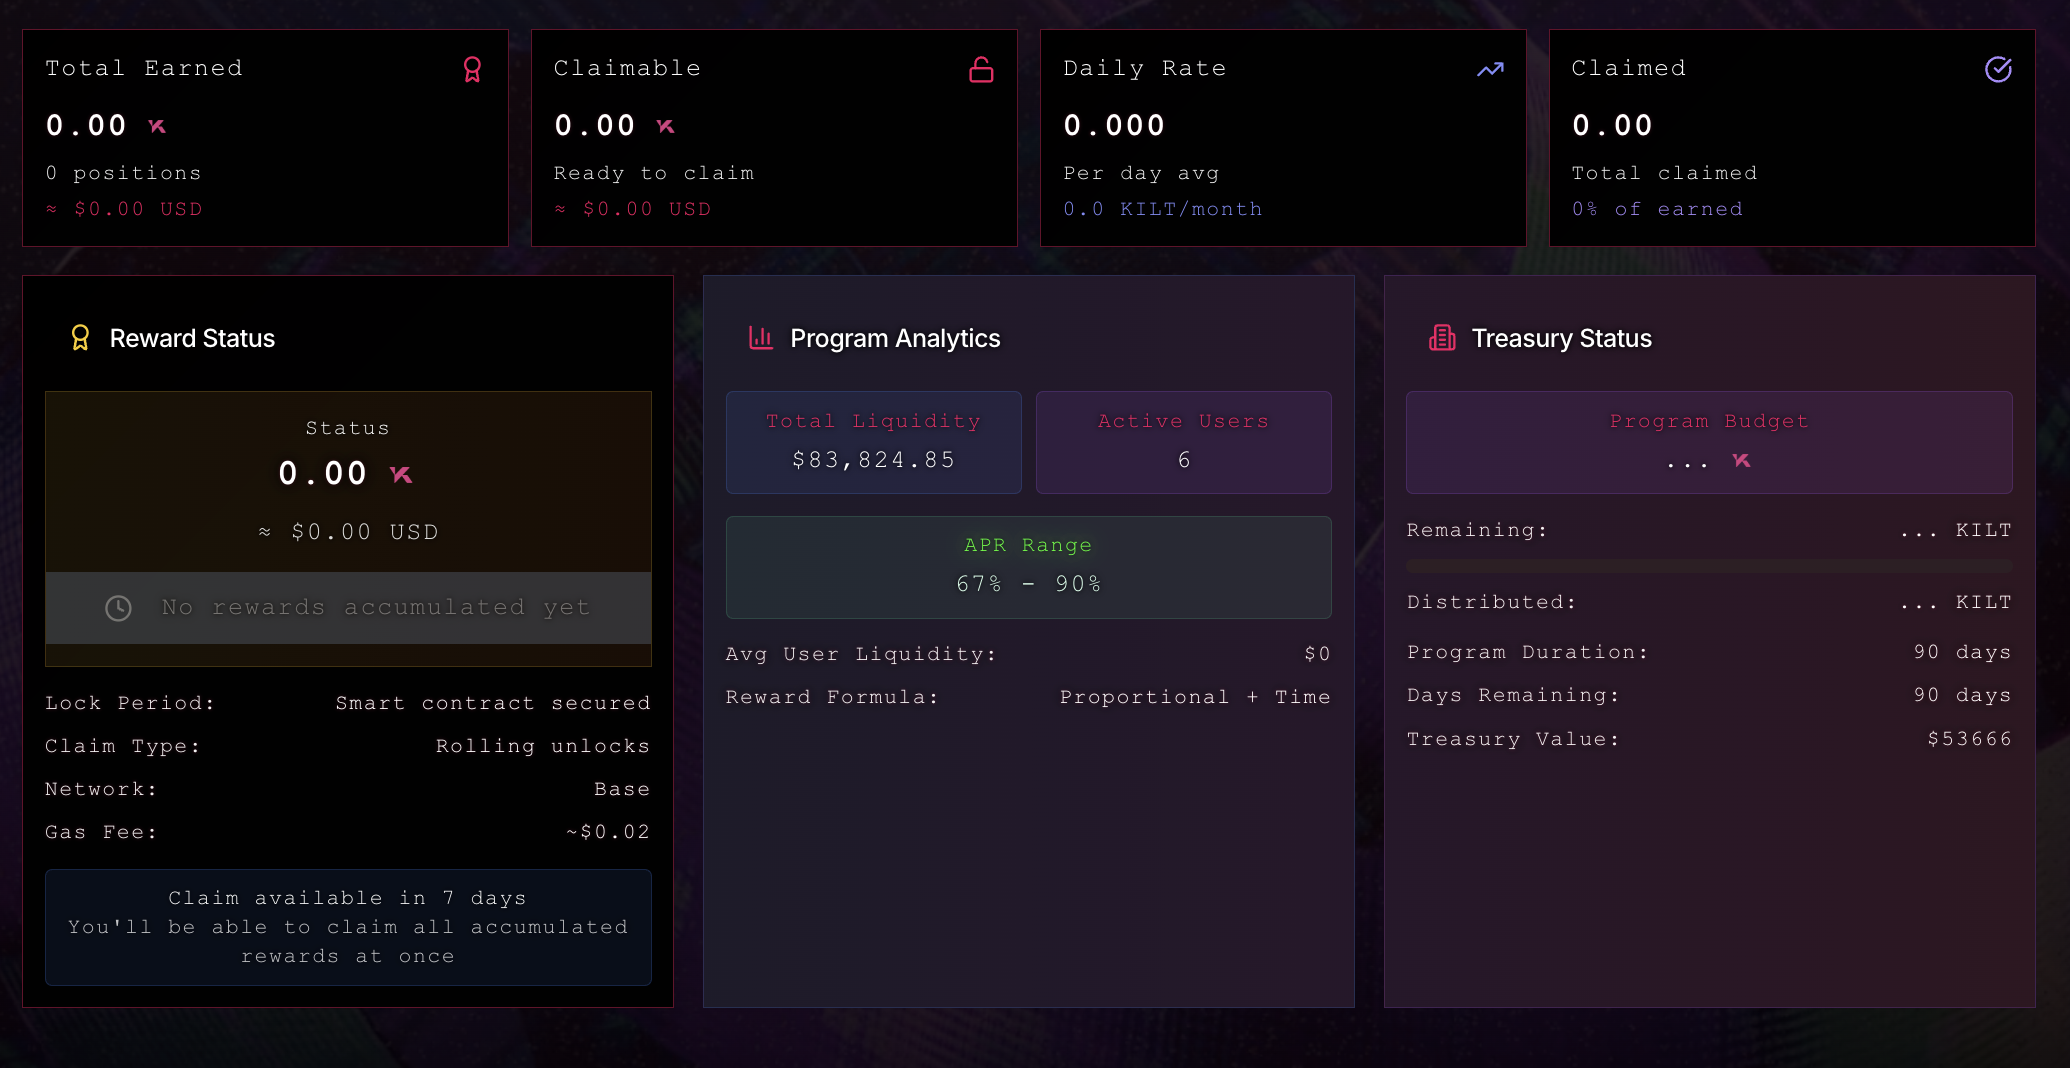 Total Earned
0.00
0 positions
≈ $0.00 USD
Claimable
0.00
Ready to claim
≈ $0.00 USD
Daily Rate
0.000
Per day avg
0.0 KILT/month
Claimed
0.00
Total claimed
0% of earned
Reward Status
Status
0.00
≈ $0.00 USD
No rewards accumulated yet
Lock Period: Smart contract secured
Claim Type: Rolling unlocks
Network: Base
Gas Fee: ~$0.02
Claim available in 7 days
You'll be able to claim all accumulated
rewards at once
Program Analytics
Total Liquidity
$83,824.85
Active Users
6
APR Range
67% - 90%
Avg User Liquidity: $0
Reward Formula: Proportional + Time
Treasury Status
Program Budget
...
Remaining: ... KILT
Distributed: ... KILT
Program Duration: 90 days
Days Remaining: 90 days
Treasury Value: $53666